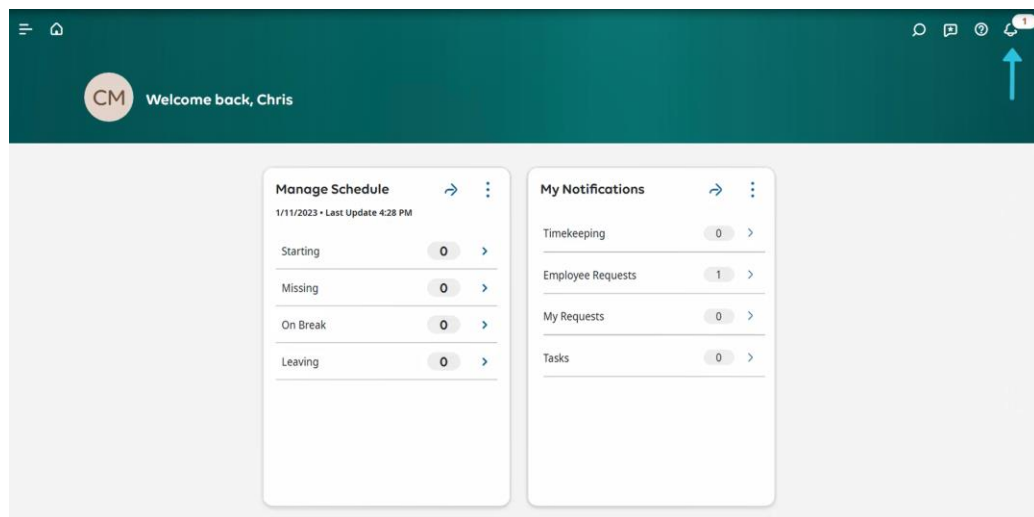 1
CM
Welcome back, Chris
Manage Schedule
1/11/2023 • Last Update 4:28 PM
Starting 0
Missing 0
On Break 0
Leaving 0
My Notifications
Timekeeping 0
Employee Requests 1
My Requests 0
Tasks 0